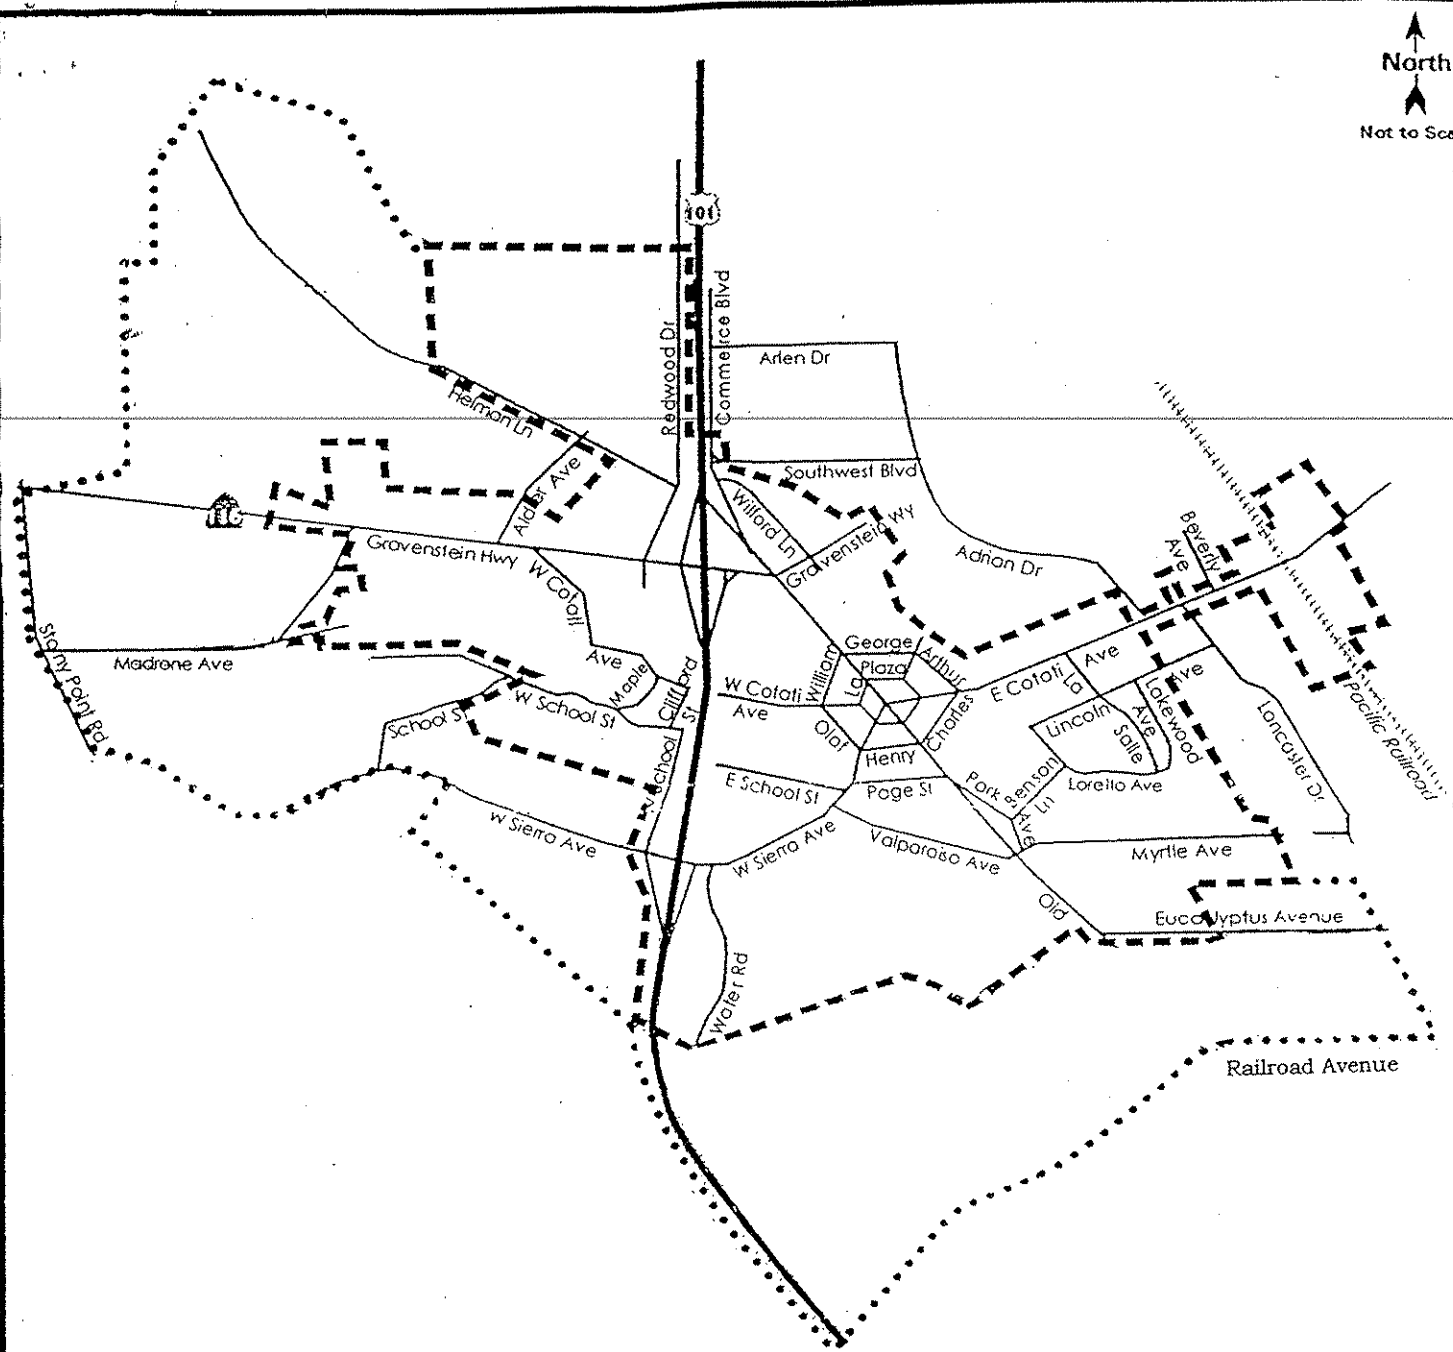 North
Not to Sca
101
Redwood Dr
Commerce Blvd
Arlen Dr
Helman Ln
Southwest Blvd
Alder Ave
116
Wilford Ln
Gravenstein Wy
Gravenstein Hwy
Adrian Dr
Beverly
Ave
W Cotati
Ave
Stony Point Rd
Madrone Ave
Maple
Clifford
St
George
Arthur
William
Plaza
La
W Cotati
Ave
Olof
Henry
Charles
E Cotati
Ave
La
Salle
Lincoln
Ave
Lakewood
Ave
Lancaster Dr
Pacific Railroad
School St
W School St
W School
E School St
Page St
Park
Ave
Benson
Ln
Loretto Ave
W Sierra Ave
W Sierra Ave
Valparaiso Ave
Myrtle Ave
Old
Eucalyptus Avenue
Water Rd
Railroad Avenue